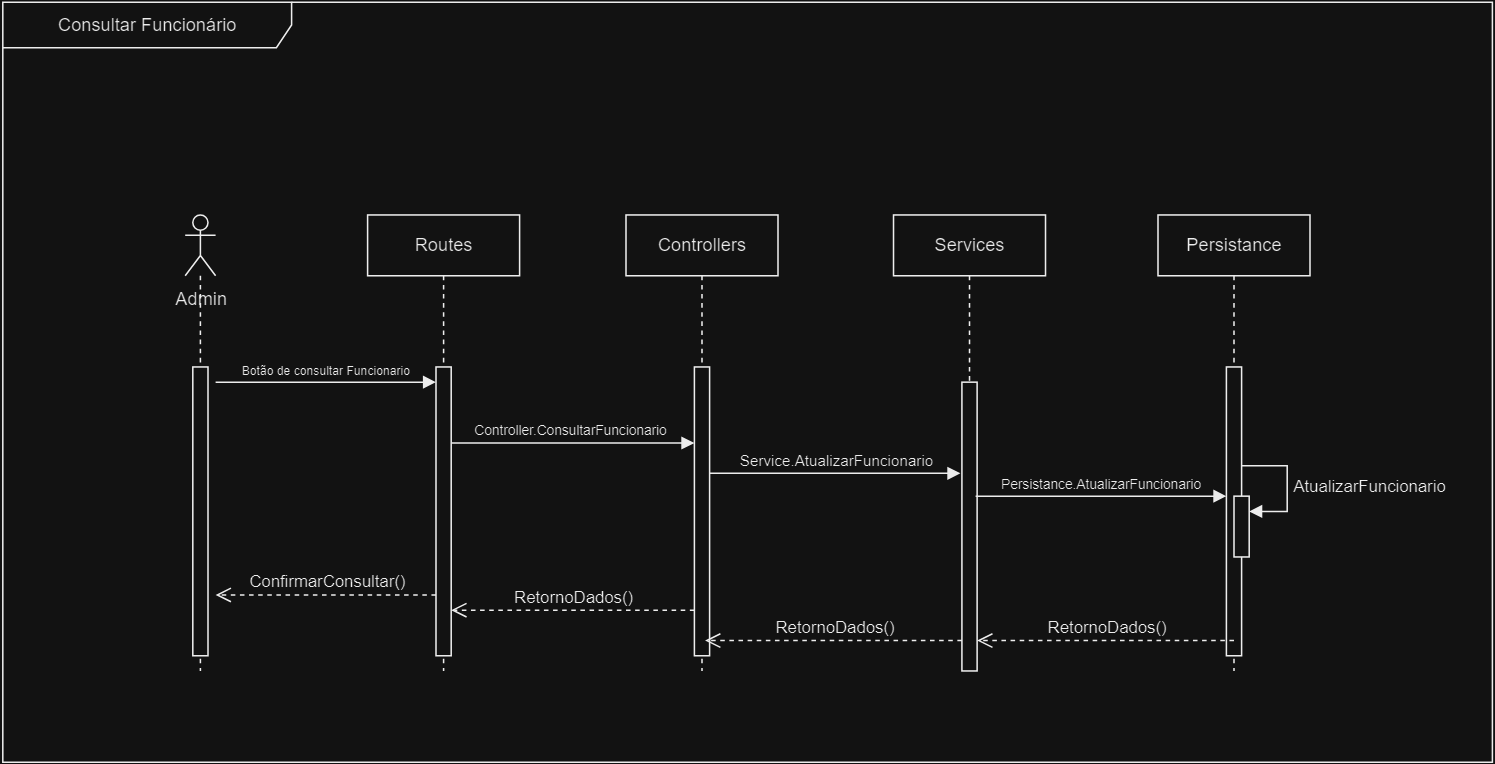 Consultar Funcionário
Admin
Routes
Controllers
Services
Persistance
Botão de consultar Funcionario
Controller.ConsultarFuncionario
Service.AtualizarFuncionario
Persistance.AtualizarFuncionario
AtualizarFuncionario
ConfirmarConsultar()
RetornoDados()
RetornoDados()
RetornoDados()